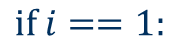 if i == 1: